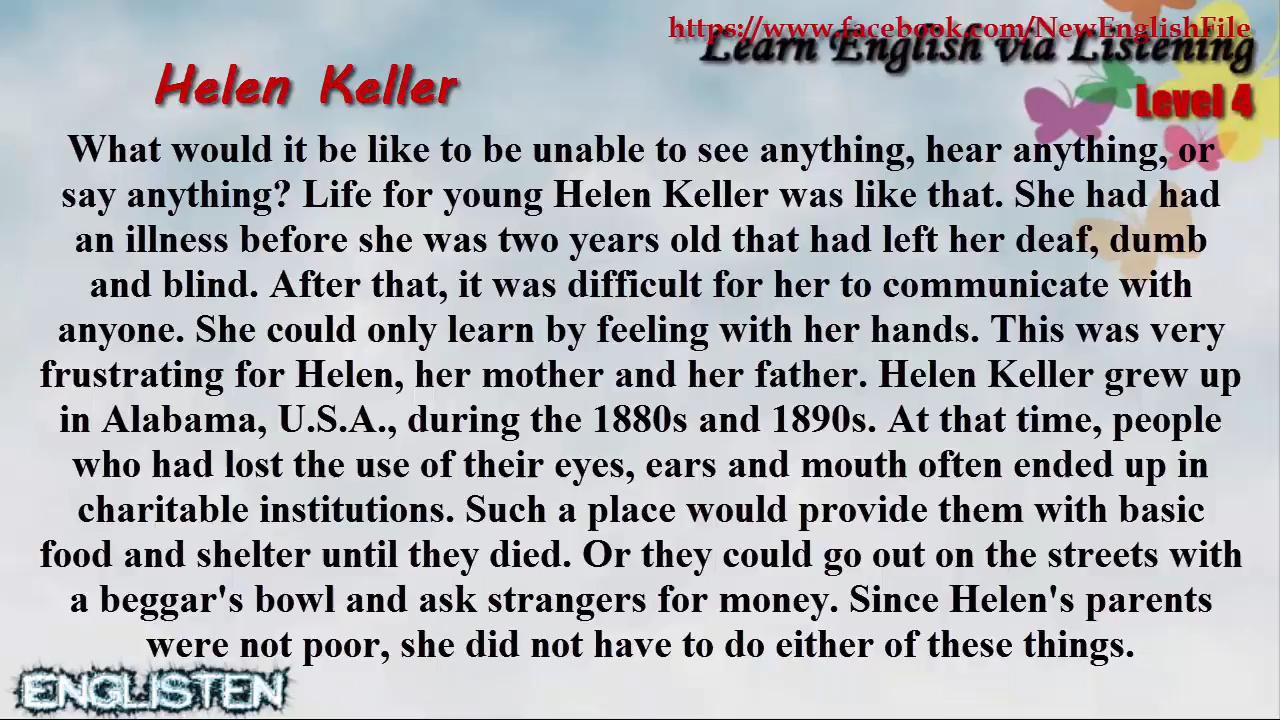 https://www.facebook.com/NewEnglishFile
Learn English via Listening
Helen Keller
Level 4
What would it be like to be unable to see anything, hear anything, or
say anything? Life for young Helen Keller was like that. She had had
an illness before she was two years old that had left her deaf, dumb
and blind. After that, it was difficult for her to communicate with
anyone. She could only learn by feeling with her hands. This was very
frustrating for Helen, her mother and her father. Helen Keller grew up
in Alabama, U.S.A., during the 1880s and 1890s. At that time, people
who had lost the use of their eyes, ears and mouth often ended up in
charitable institutions. Such a place would provide them with basic
food and shelter until they died. Or they could go out on the streets with
a beggar's bowl and ask strangers for money. Since Helen's parents
were not poor, she did not have to do either of these things.
ENGLISTEN